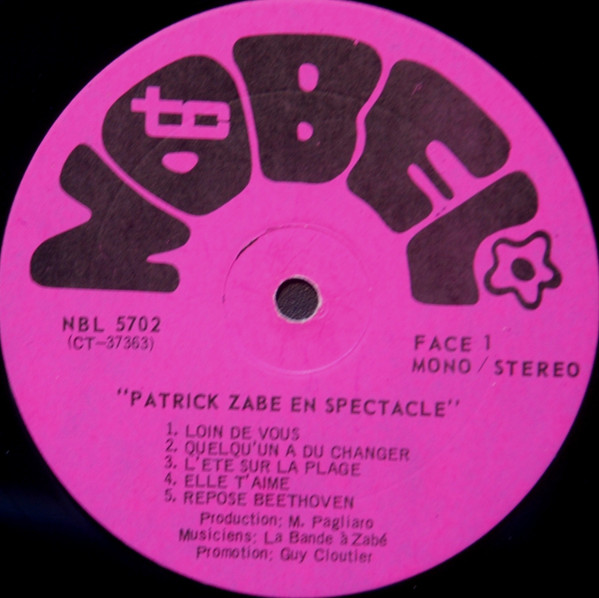 NOBEL
NBL 5702
(CT-37363)
FACE 1
MONO / STEREO
"PATRICK ZABE EN SPECTACLE"
1. LOIN DE VOUS
2. QUELQU'UN A DU CHANGER
3. L'ETE SUR LA PLAGE
4. ELLE T'AIME
5. REPOSE BEETHOVEN
Production: M. Pagliaro
Musiciens: La Bande à Zabé
Promotion: Guy Cloutier